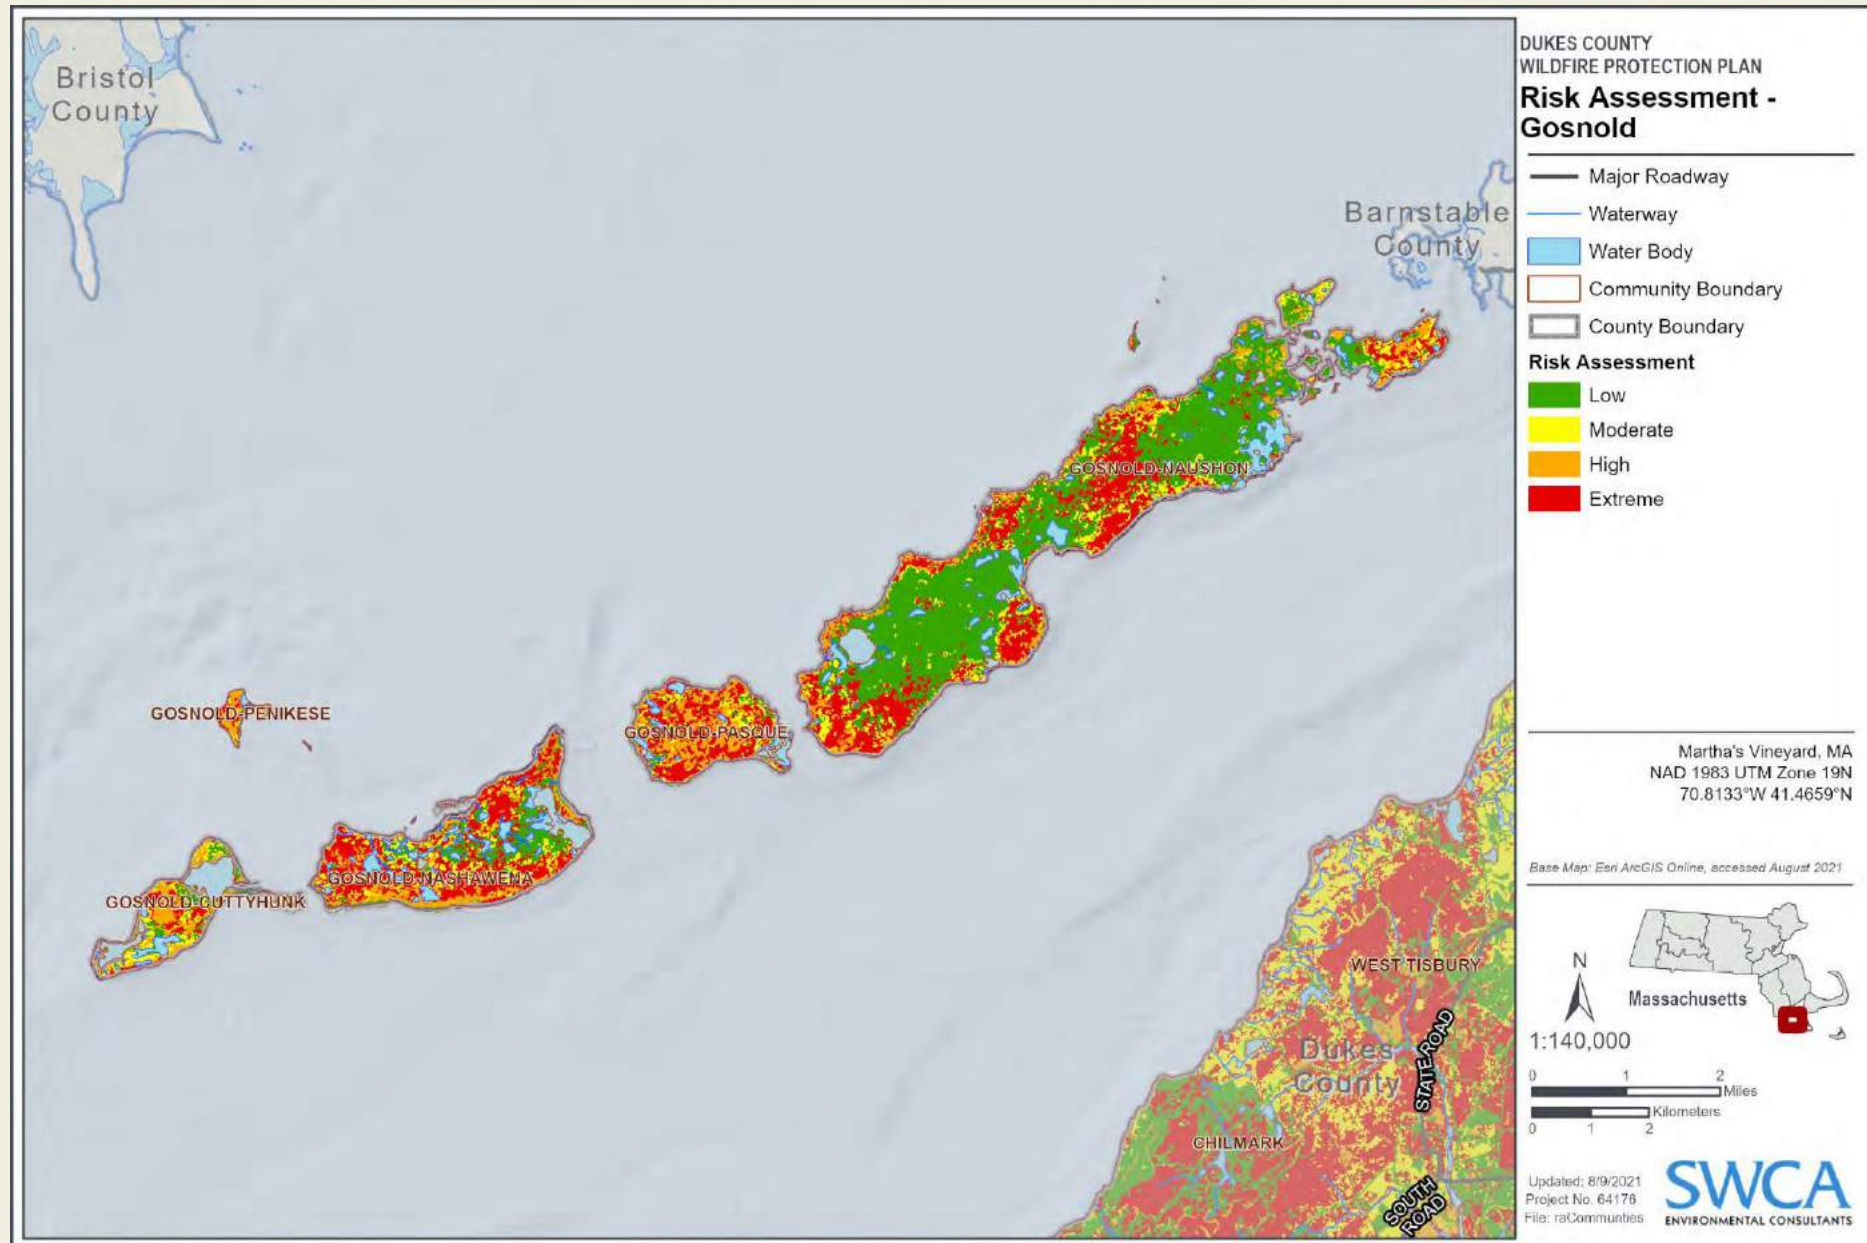 Bristol
County
Barnstable
County
GOSNOLD-NAUSHON
GOSNOLD-PENIKESE
GOSNOLD-PASQUE
GOSNOLD-NASHAWENA
GOSNOLD-CUTTYHUNK
WEST TISBURY
Dukes
County
STATE ROAD
CHILMARK
SOUTH
ROAD
DUKES COUNTY
WILDFIRE PROTECTION PLAN
Risk Assessment -
Gosnold
Major Roadway
Waterway
Water Body
Community Boundary
County Boundary
Risk Assessment
Low
Moderate
High
Extreme
Martha's Vineyard, MA
NAD 1983 UTM Zone 19N
70.8133°W 41.4659°N
Base Map: Esri ArcGIS Online, accessed August 2021
N
Massachusetts
1:140,000
0 1 2
Miles
Kilometers
0 1 2
Updated: 8/9/2021
Project No. 64176
File: raCommunties
SWCA
ENVIRONMENTAL CONSULTANTS